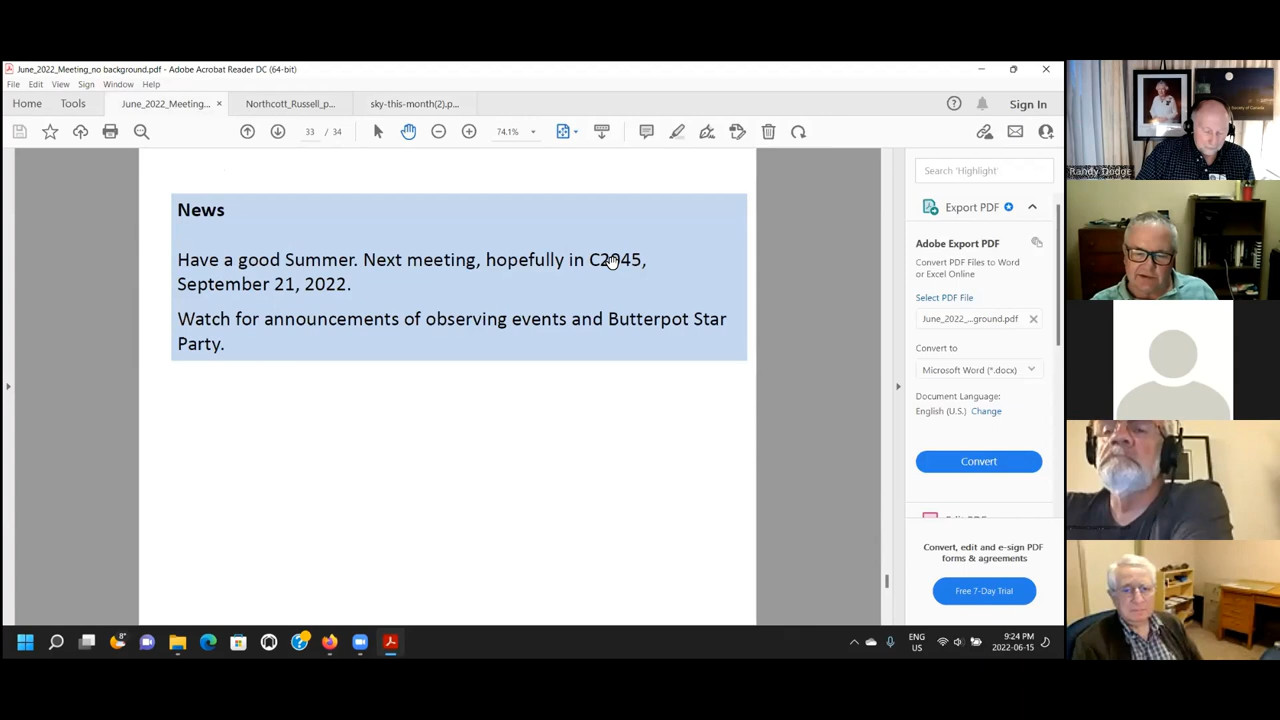 June_2022_Meeting_no background.pdf - Adobe Acrobat Reader DC (64-bit)
File Edit View Sign Window Help
Home Tools June_2022_Meeting... × Northcott_Russell_p... sky-this-month(2).p... Sign In
33 / 34 74.1%
News
Have a good Summer. Next meeting, hopefully in C2045,
September 21, 2022.
Watch for announcements of observing events and Butterpot Star
Party.
Search 'Highlight'
Export PDF
Adobe Export PDF
Convert PDF Files to Word
or Excel Online
Select PDF File
June_2022_...ground.pdf
Convert to
Microsoft Word (*.docx)
Document Language:
English (U.S.) Change
Convert
Convert, edit and e-sign PDF
forms & agreements
Free 7-Day Trial
Randy Dodge
Society of Canada
8°
ENG
US
9:24 PM
2022-06-15